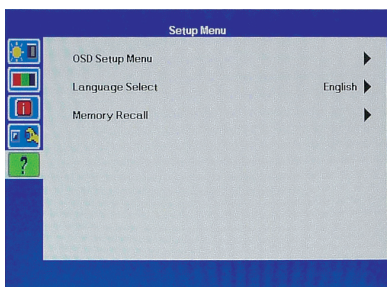 Setup Menu
OSD Setup Menu
Language Select English
Memory Recall
i
?